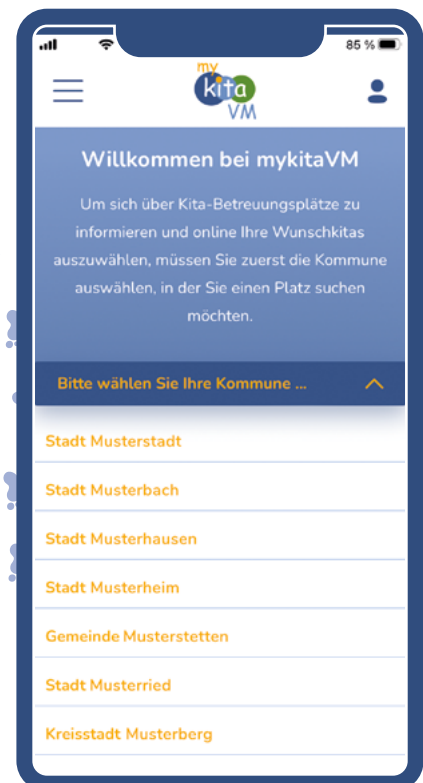 85 %
my
kita
VM
Willkommen bei mykitaVM
Um sich über Kita-Betreuungsplätze zu
informieren und online Ihre Wunschkitas
auszuwählen, müssen Sie zuerst die Kommune
auswählen, in der Sie einen Platz suchen
möchten.
Bitte wählen Sie Ihre Kommune ...
Stadt Musterstadt
Stadt Musterbach
Stadt Musterhausen
Stadt Musterheim
Gemeinde Musterstetten
Stadt Musterried
Kreisstadt Musterberg